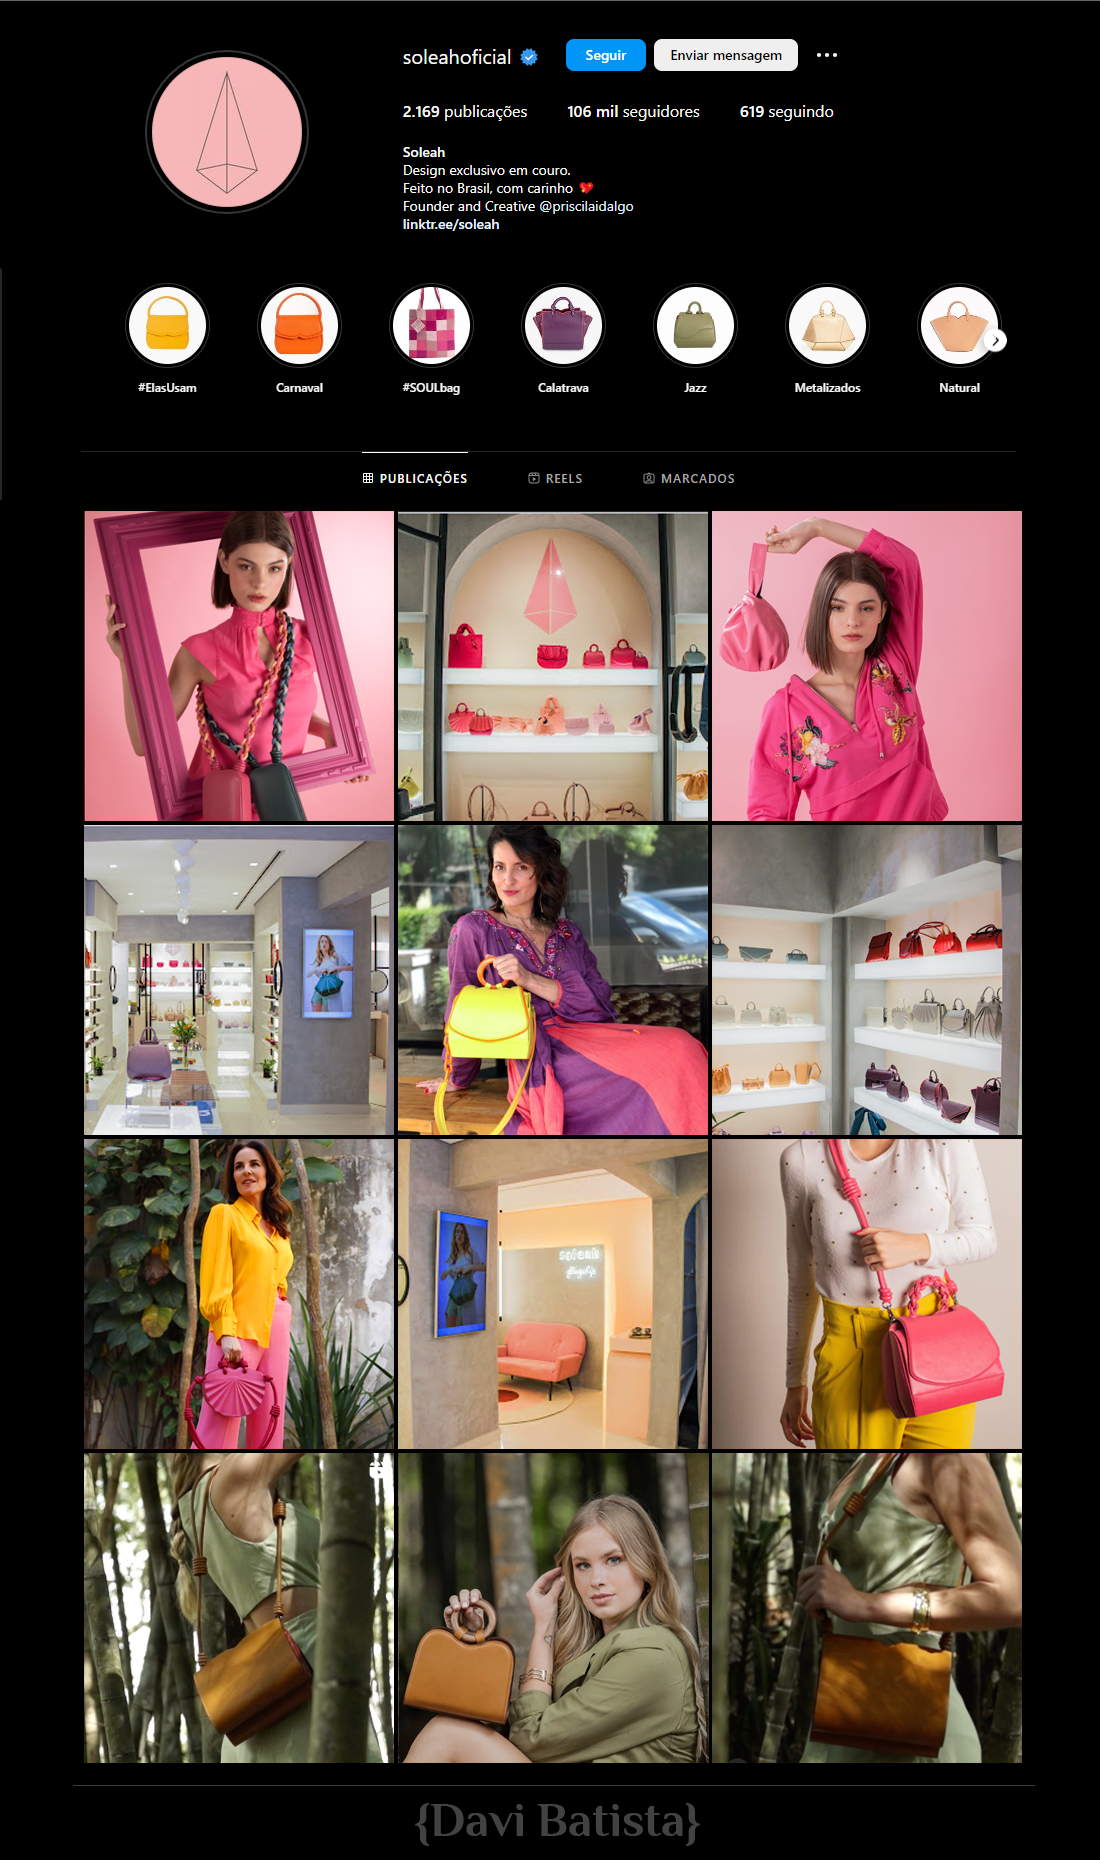 soleahoficial
Seguir
Enviar mensagem
2.169 publicações
106 mil seguidores
619 seguindo
Soleah
Design exclusivo em couro.
Feito no Brasil, com carinho 💖
Founder and Creative @priscilaidalgo
linktr.ee/soleah
#ElasUsam
Carnaval
#SOULbag
Calatrava
Jazz
Metalizados
Natural
PUBLICAÇÕES
REELS
MARCADOS
soleah
flagship
{Davi Batista}